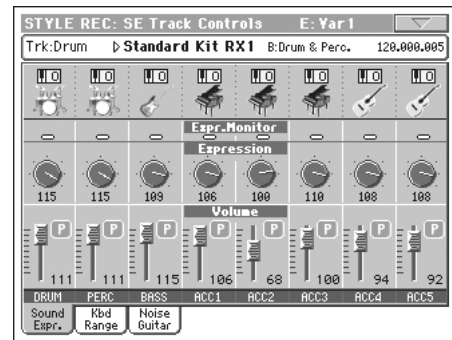 STYLE REC: SE Track Controls E: Var1
Trk:Drum ▷Standard Kit RX1 B:Drum & Perc. 120.000.005
Expr.Monitor
Expression
115 115 109 106 100 110 108 108
Volume
P P P P P P P P
111 111 115 106 68 100 94 92
DRUM PERC BASS ACC1 ACC2 ACC3 ACC4 ACC5
Sound Expr. Kbd Range Noise Guitar